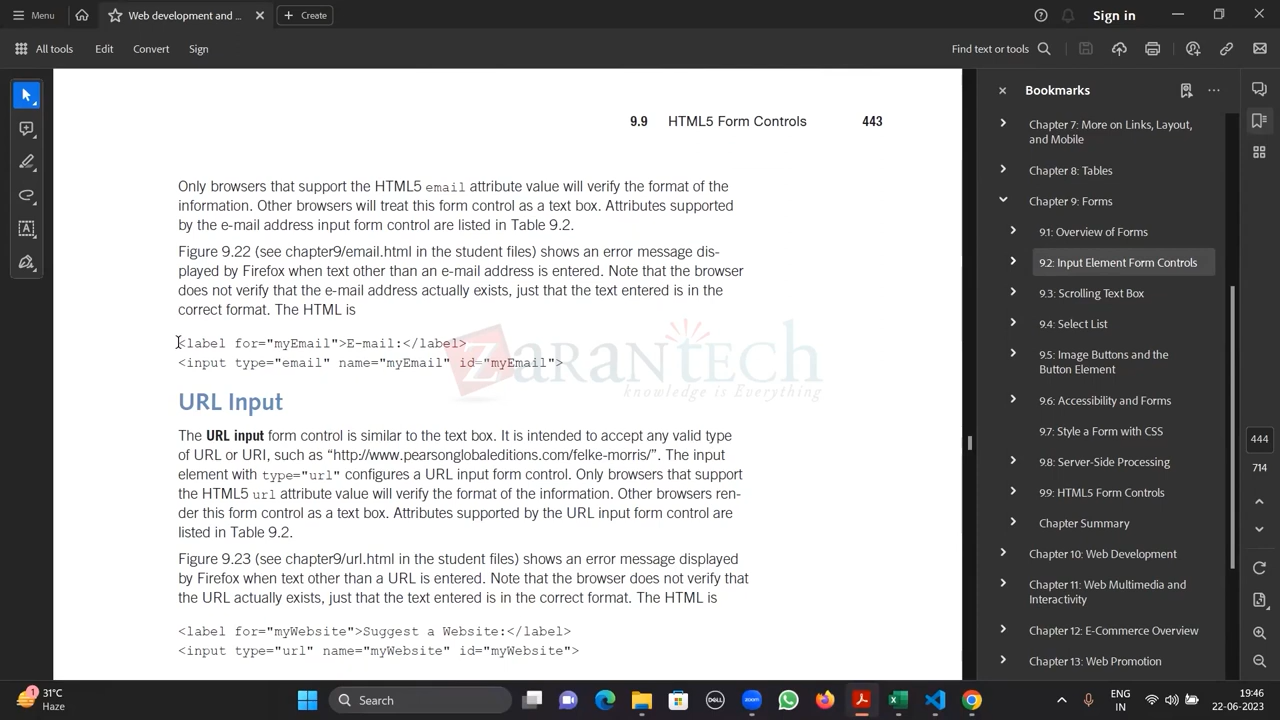 Menu
Web development and ...
Create
Sign in
All tools
Edit
Convert
Sign
Find text or tools
9.9 HTML5 Form Controls 443
Only browsers that support the HTML5 email attribute value will verify the format of the
information. Other browsers will treat this form control as a text box. Attributes supported
by the e-mail address input form control are listed in Table 9.2.
Figure 9.22 (see chapter9/email.html in the student files) shows an error message dis-
played by Firefox when text other than an e-mail address is entered. Note that the browser
does not verify that the e-mail address actually exists, just that the text entered is in the
correct format. The HTML is
<label for="myEmail">E-mail:</label>
<input type="email" name="myEmail" id="myEmail">
zarantech
knowledge is Everything
URL Input
The URL input form control is similar to the text box. It is intended to accept any valid type
of URL or URI, such as “http://www.pearsonglobaleditions.com/felke-morris/”. The input
element with type="url" configures a URL input form control. Only browsers that support
the HTML5 url attribute value will verify the format of the information. Other browsers ren-
der this form control as a text box. Attributes supported by the URL input form control are
listed in Table 9.2.
Figure 9.23 (see chapter9/url.html in the student files) shows an error message displayed
by Firefox when text other than a URL is entered. Note that the browser does not verify that
the URL actually exists, just that the text entered is in the correct format. The HTML is
<label for="myWebsite">Suggest a Website:</label>
<input type="url" name="myWebsite" id="myWebsite">
Bookmarks
Chapter 7: More on Links, Layout,
and Mobile
Chapter 8: Tables
Chapter 9: Forms
9.1: Overview of Forms
9.2: Input Element Form Controls
9.3: Scrolling Text Box
9.4: Select List
9.5: Image Buttons and the
Button Element
9.6: Accessibility and Forms
9.7: Style a Form with CSS
9.8: Server-Side Processing
9.9: HTML5 Form Controls
Chapter Summary
Chapter 10: Web Development
Chapter 11: Web Multimedia and
Interactivity
Chapter 12: E-Commerce Overview
Chapter 13: Web Promotion
444
714
1
31°C
Haze
Search
DELL
zoom
ENG
IN
19:46
22-06-2023